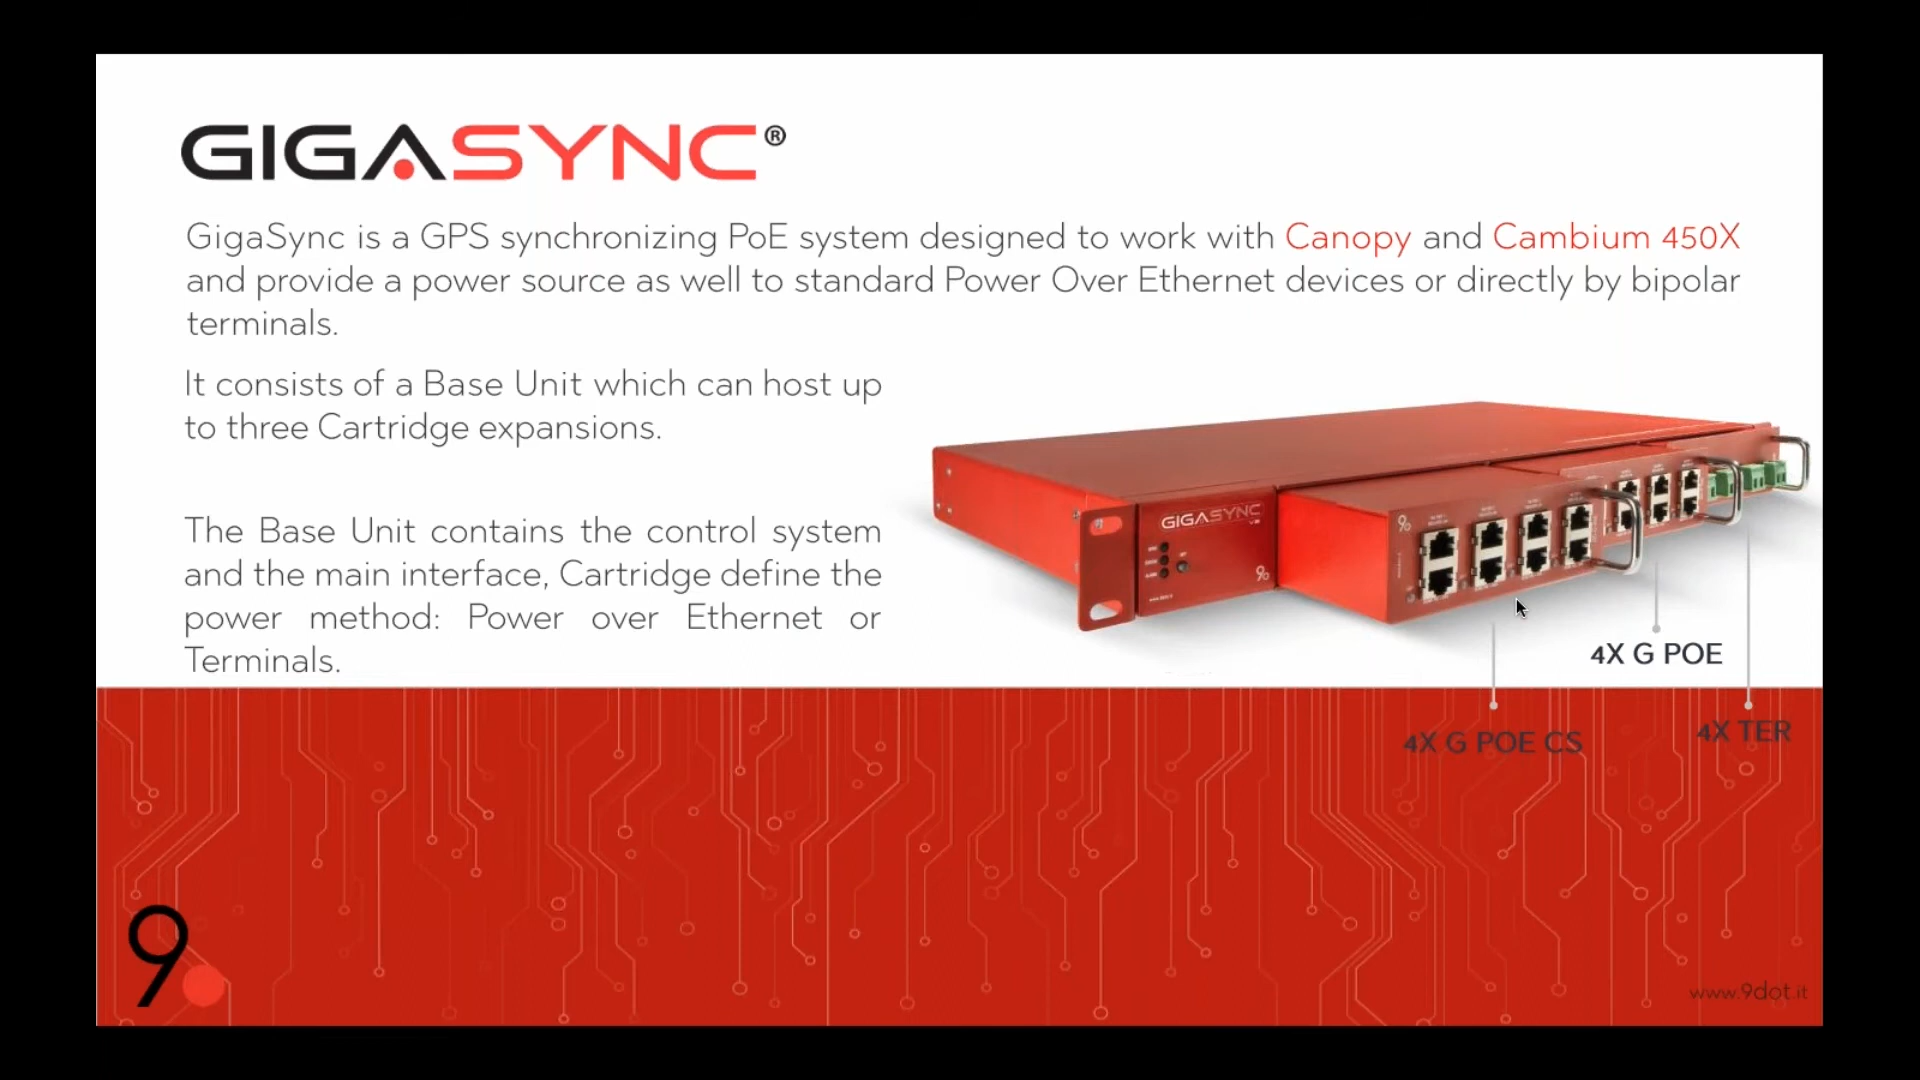 GIGASYNC®
GigaSync is a GPS synchronizing PoE system designed to work with Canopy and Cambium 450X
and provide a power source as well to standard Power Over Ethernet devices or directly by bipolar
terminals.
It consists of a Base Unit which can host up
to three Cartridge expansions.
The Base Unit contains the control system
and the main interface, Cartridge define the
power method: Power over Ethernet or
Terminals.
GIGASYNC
4X G POE
4X G POE CS
4X TER
9
www.9dot.it